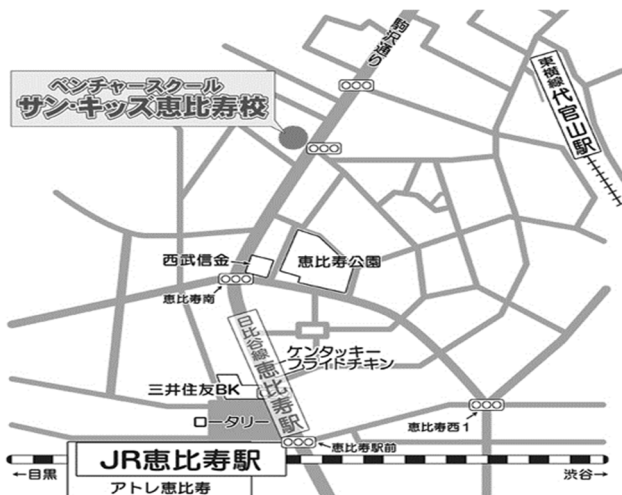 駒沢通り
ベンチャースクール
サン・キッズ恵比寿校
東横線 代官山駅
西武信金
恵比寿公園
恵比寿南
日比谷線 恵比寿駅
ケンタッキー
フライドチキン
三井住友BK
ロータリー
恵比寿西1
恵比寿駅前
JR恵比寿駅
←目黒
渋谷→
アトレ恵比寿